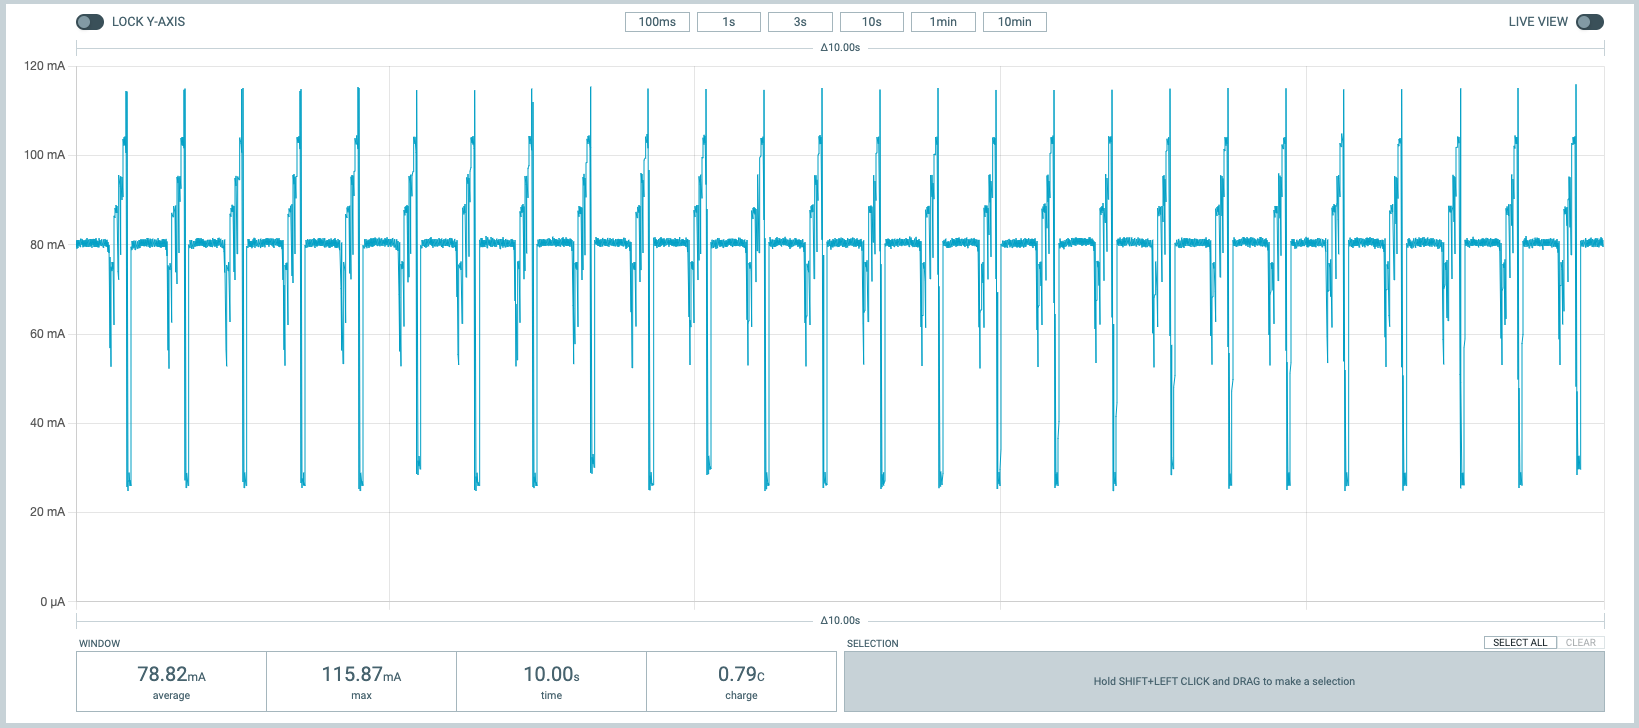 LOCK Y-AXIS 100ms 1s 3s 10s 1min 10min LIVE VIEW
Δ10.00s
120 mA
100 mA
80 mA
60 mA
40 mA
20 mA
0 µA
Δ10.00s
WINDOW SELECTION SELECT ALL CLEAR
78.82mA 115.87mA 10.00s 0.79C
average max time charge
Hold SHIFT+LEFT CLICK and DRAG to make a selection